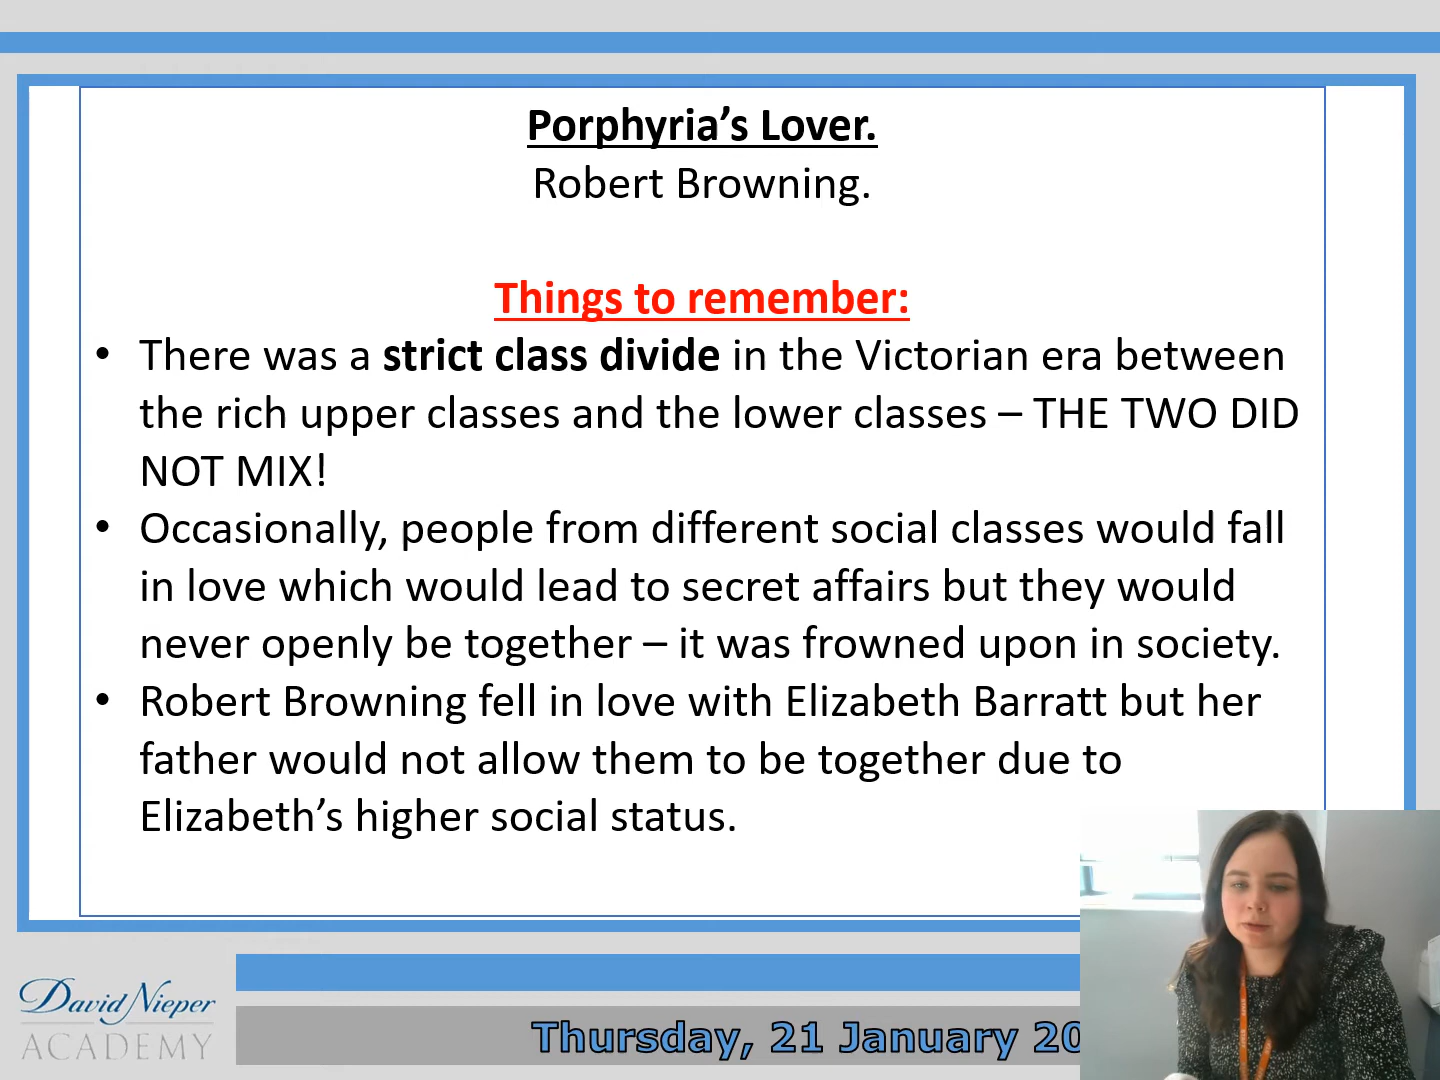 Porphyria’s Lover.
Robert Browning.
Things to remember:
• There was a strict class divide in the Victorian era between
the rich upper classes and the lower classes – THE TWO DID
NOT MIX!
• Occasionally, people from different social classes would fall
in love which would lead to secret affairs but they would
never openly be together – it was frowned upon in society.
• Robert Browning fell in love with Elizabeth Barratt but her
father would not allow them to be together due to
Elizabeth’s higher social status.
David Nieper
ACADEMY
Thursday, 21 January 20